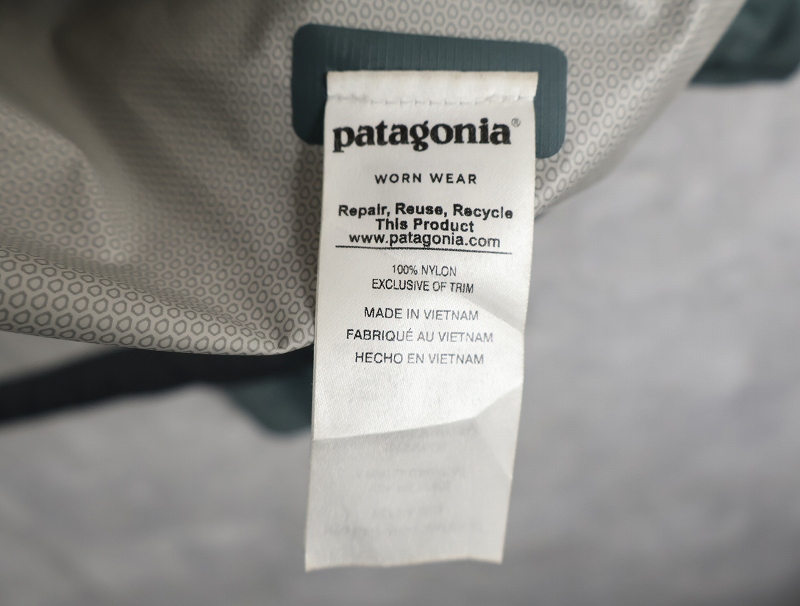 patagonia®
WORN WEAR
Repair, Reuse, Recycle
This Product
www.patagonia.com
100% NYLON
EXCLUSIVE OF TRIM
MADE IN VIETNAM
FABRIQUÉ AU VIETNAM
HECHO EN VIETNAM